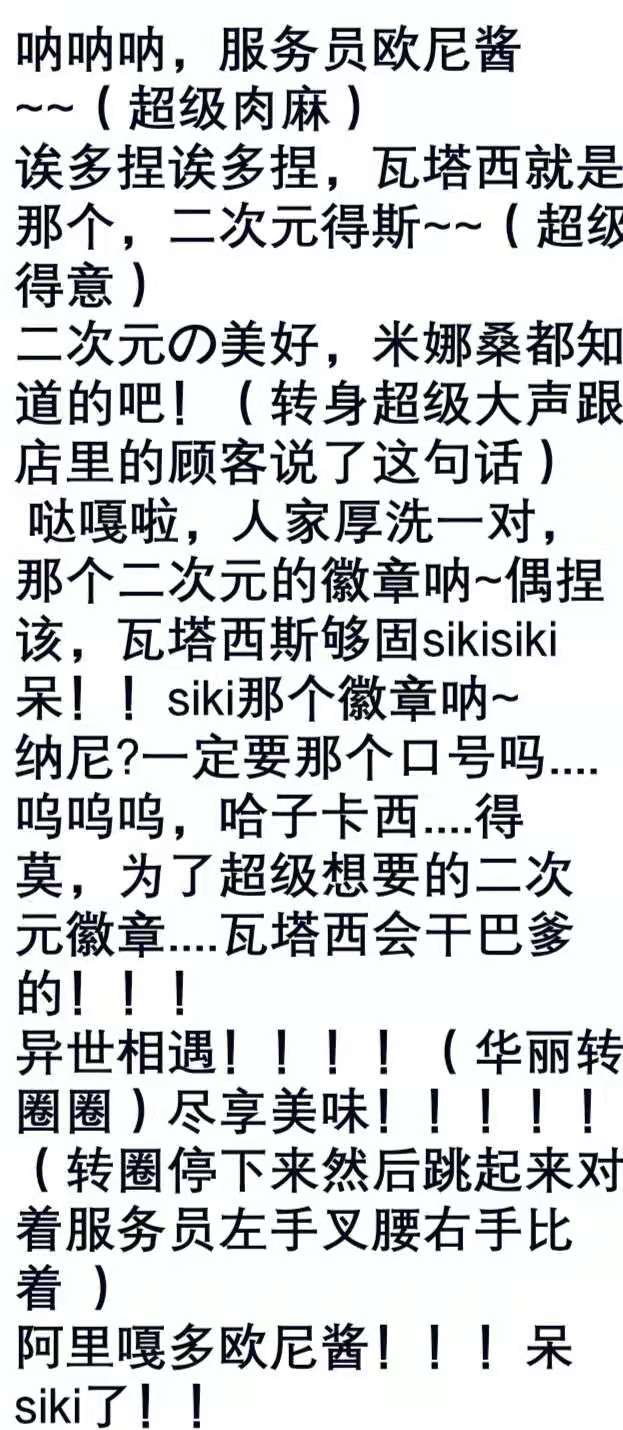 呐呐呐，服务员欧尼酱
~~（超级肉麻）
诶多捏诶多捏，瓦塔西就是
那个，二次元得斯~~（超级
得意）
二次元の美好，米娜桑都知
道的吧！（转身超级大声跟
店里的顾客说了这句话）
哒嘎啦，人家厚洗一对，
那个二次元的徽章呐~偶捏
该，瓦塔西斯够固sikisiki
呆！！siki那个徽章呐~
纳尼?一定要那个口号吗....
呜呜呜，哈子卡西....得
莫，为了超级想要的二次
元徽章....瓦塔西会干巴爹
的！！！
异世相遇！！！！（华丽转
圈圈）尽享美味！！！！！
（转圈停下来然后跳起来对
着服务员左手叉腰右手比
着 ）
阿里嘎多欧尼酱！！！呆
siki了！！